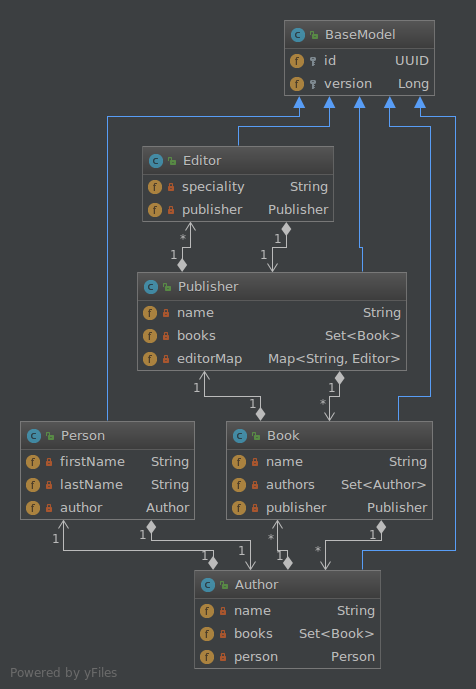 BaseModel
id UUID
version Long
Editor
speciality String
publisher Publisher
* 1
1 1
Publisher
name String
books Set<Book>
editorMap Map<String, Editor>
1 1
1 *
Person
firstName String
lastName String
author Author
Book
name String
authors Set<Author>
publisher Publisher
1 1 * 1
1 1 1 *
Author
name String
books Set<Book>
person Person
Powered by yFiles